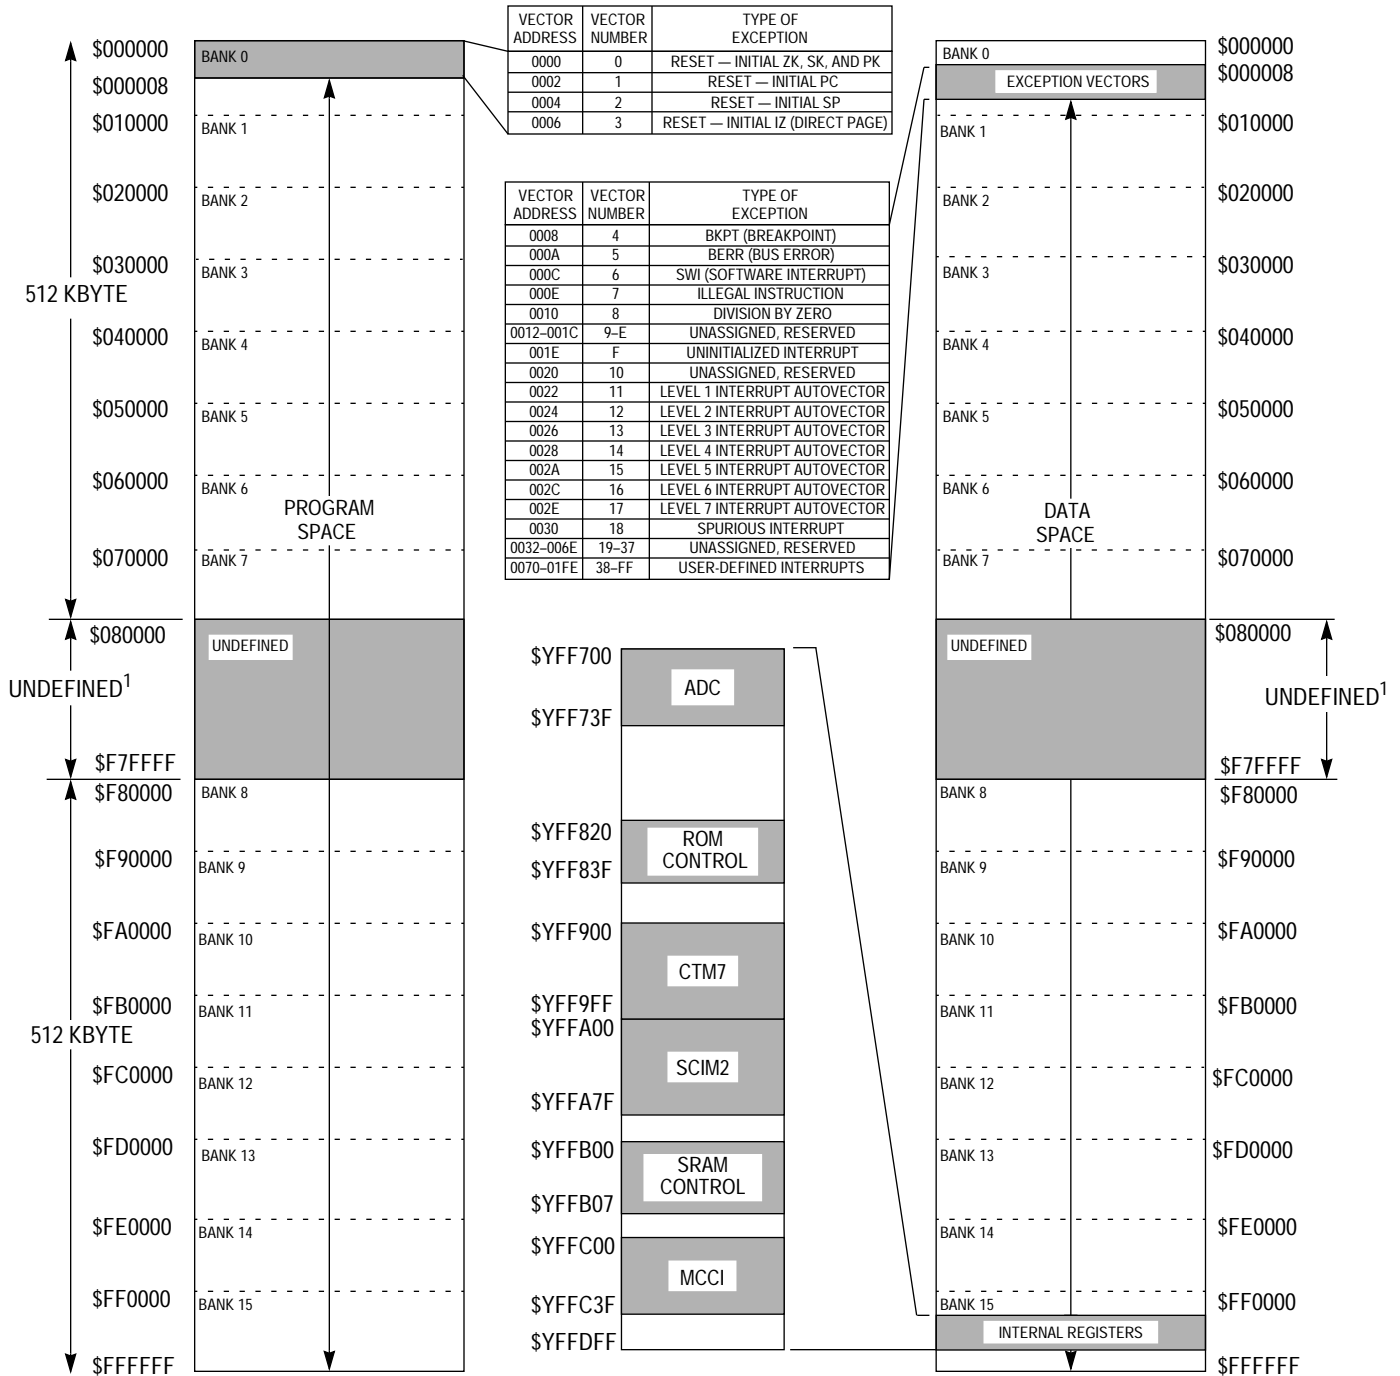 $000000
$000008
$010000
$020000
$030000
512 KBYTE
$040000
$050000
$060000
$070000
$080000
UNDEFINED1
$F7FFFF
$F80000
$F90000
$FA0000
$FB0000
512 KBYTE
$FC0000
$FD0000
$FE0000
$FF0000
$FFFFFF
BANK 0
BANK 1
BANK 2
BANK 3
BANK 4
BANK 5
BANK 6
PROGRAM
SPACE
BANK 7
UNDEFINED
BANK 8
BANK 9
BANK 10
BANK 11
BANK 12
BANK 13
BANK 14
BANK 15
VECTOR ADDRESS VECTOR NUMBER TYPE OF EXCEPTION
0000 0 RESET — INITIAL ZK, SK, AND PK
0002 1 RESET — INITIAL PC
0004 2 RESET — INITIAL SP
0006 3 RESET — INITIAL IZ (DIRECT PAGE)
VECTOR ADDRESS VECTOR NUMBER TYPE OF EXCEPTION
0008 4 BKPT (BREAKPOINT)
000A 5 BERR (BUS ERROR)
000C 6 SWI (SOFTWARE INTERRUPT)
000E 7 ILLEGAL INSTRUCTION
0010 8 DIVISION BY ZERO
0012–001C 9–E UNASSIGNED, RESERVED
001E F UNINITIALIZED INTERRUPT
0020 10 UNASSIGNED, RESERVED
0022 11 LEVEL 1 INTERRUPT AUTOVECTOR
0024 12 LEVEL 2 INTERRUPT AUTOVECTOR
0026 13 LEVEL 3 INTERRUPT AUTOVECTOR
0028 14 LEVEL 4 INTERRUPT AUTOVECTOR
002A 15 LEVEL 5 INTERRUPT AUTOVECTOR
002C 16 LEVEL 6 INTERRUPT AUTOVECTOR
002E 17 LEVEL 7 INTERRUPT AUTOVECTOR
0030 18 SPURIOUS INTERRUPT
0032–006E 19–37 UNASSIGNED, RESERVED
0070–01FE 38–FF USER-DEFINED INTERRUPTS
$YFF700
ADC
$YFF73F
$YFF820
ROM
CONTROL
$YFF83F
$YFF900
CTM7
$YFF9FF
$YFFA00
SCIM2
$YFFA7F
$YFFB00
SRAM
CONTROL
$YFFB07
$YFFC00
MCCI
$YFFC3F
$YFFDFF
BANK 0
EXCEPTION VECTORS
BANK 1
BANK 2
BANK 3
BANK 4
BANK 5
BANK 6
DATA
SPACE
BANK 7
UNDEFINED
BANK 8
BANK 9
BANK 10
BANK 11
BANK 12
BANK 13
BANK 14
BANK 15
INTERNAL REGISTERS
$000000
$000008
$010000
$020000
$030000
$040000
$050000
$060000
$070000
$080000
UNDEFINED1
$F7FFFF
$F80000
$F90000
$FA0000
$FB0000
$FC0000
$FD0000
$FE0000
$FF0000
$FFFFFF